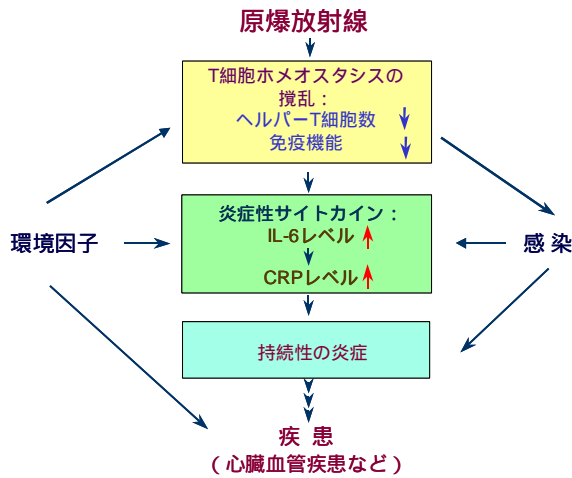 原爆放射線
T細胞ホメオスタシスの
撹乱：
ヘルパーT細胞数
免疫機能
炎症性サイトカイン：
IL-6レベル
環境因子
感 染
CRPレベル
持続性の炎症
疾 患
（心臓血管疾患など）